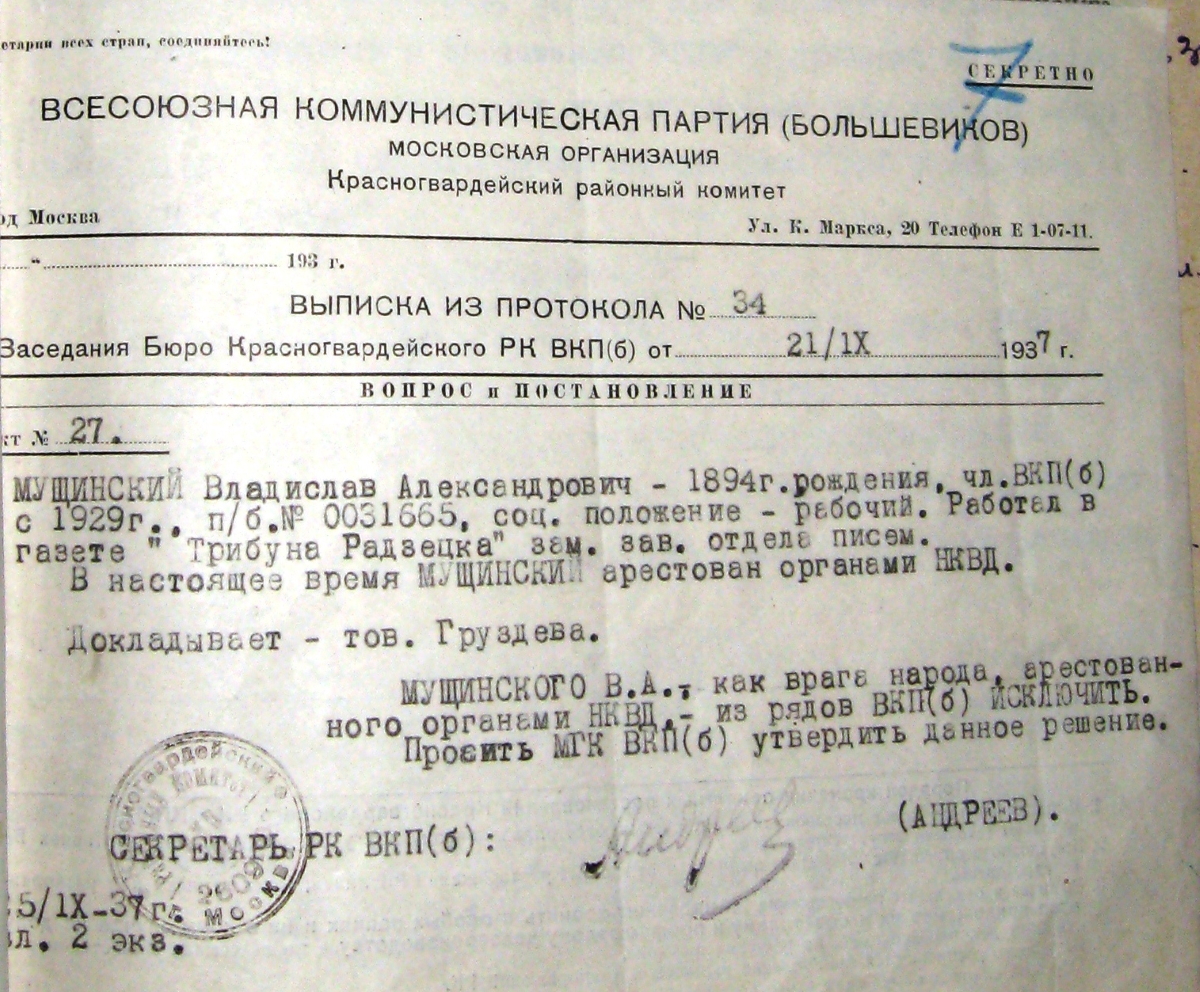 етарии всех стран, соединяйтесь!
7
СЕКРЕТНО
ВСЕСОЮЗНАЯ КОММУНИСТИЧЕСКАЯ ПАРТИЯ (БОЛЬШЕВИКОВ)
МОСКОВСКАЯ ОРГАНИЗАЦИЯ
Красногвардейский районный комитет
од Москва
Ул. К. Маркса, 20 Телефон Е 1-07-11.
" 193 г.
ВЫПИСКА ИЗ ПРОТОКОЛА № 34
Заседания Бюро Красногвардейского РК ВКП(б) от 21/IX 1937 г.
ВОПРОС и ПОСТАНОВЛЕНИЕ
кт № 27.
МУЩИНСКИЙ Владислав Александрович - 1894г.рождения, чл.ВКП(б)
с 1929г., п/б.№ 0031665, соц. положение - рабочий. Работал в
газете " Трибуна Радзецка" зам. зав. отдела писем.
В настоящее время МУЩИНСКИЙ арестован органами НКВД.
Докладывает - тов. Груздева.
МУЩИНСКОГО В.А., как врага народа, арестован-
ного органами НКВД,- из рядов ВКП(б) ИСКЛЮЧИТЬ.
Просить МГК ВКП(б) утвердить данное решение.
СЕКРЕТАРЬ РК ВКП(б):
Андреев
(АНДРЕЕВ).
5/IX-37г.
вл. 2 экз.
МОСКВА